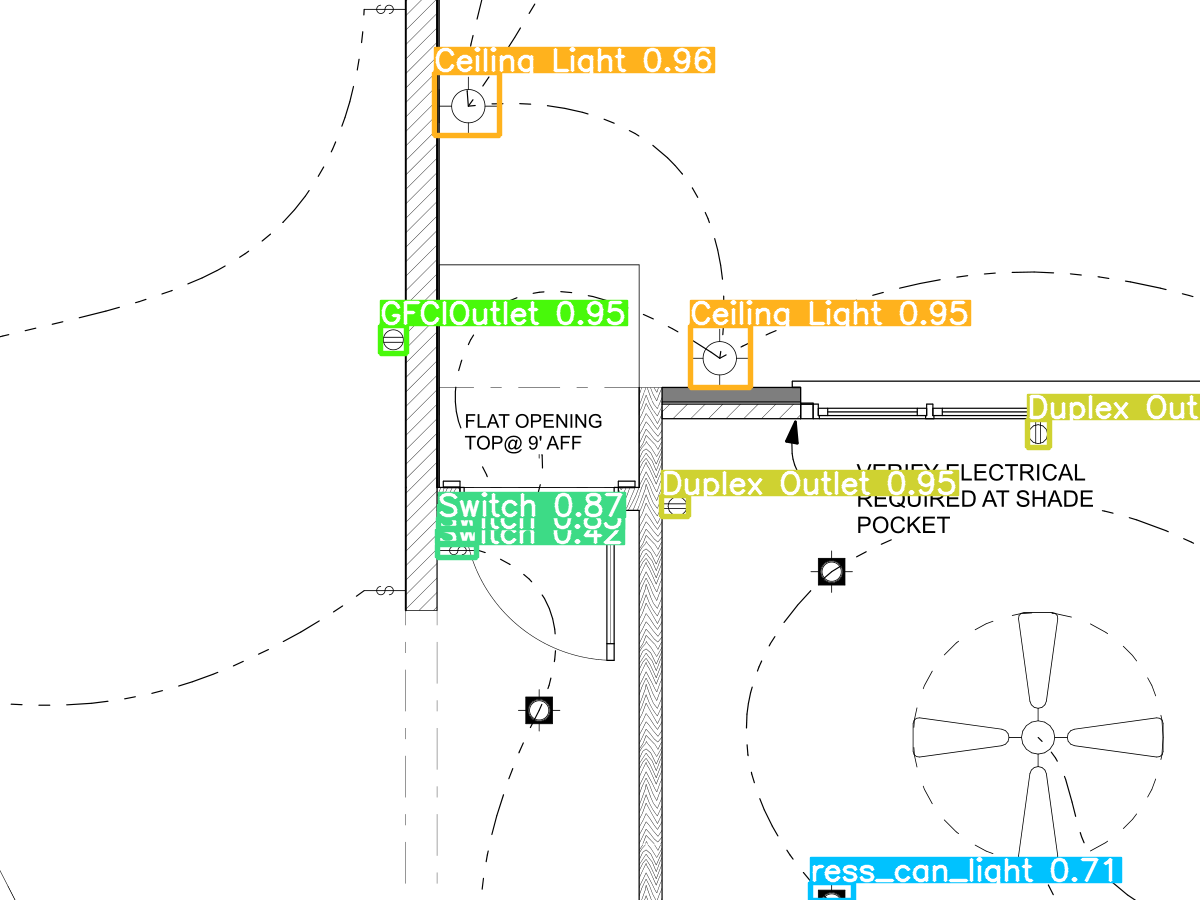 S
Ceiling Light 0.96
GFCIOutlet 0.95
Ceiling Light 0.95
Duplex Out
FLAT OPENING
TOP@ 9' AFF
VERIFY ELECTRICAL
Duplex Outlet 0.95
REQUIRED AT SHADE
POCKET
Switch 0.87
Switch 0.42
S
S
ress_can_light 0.71